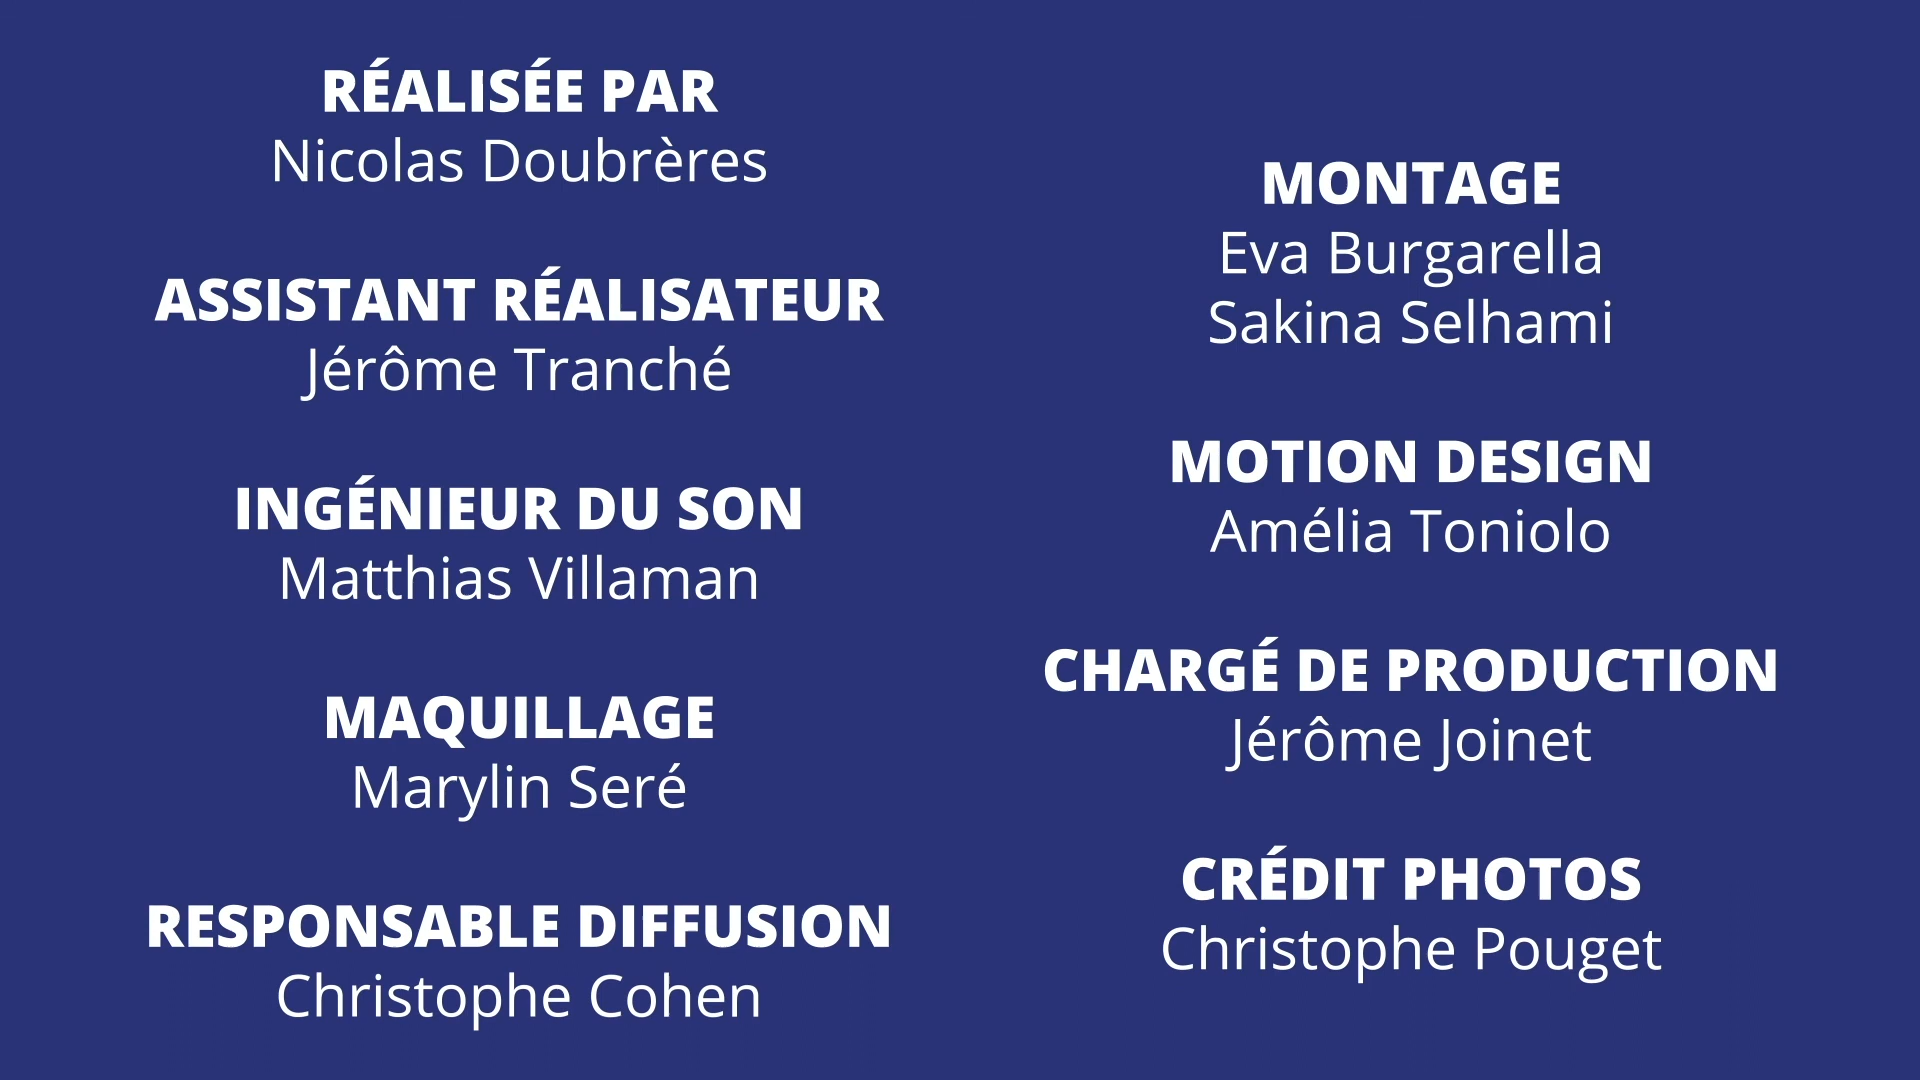 RÉALISÉE PAR
Nicolas Doubrères
ASSISTANT RÉALISATEUR
Jérôme Tranché
INGÉNIEUR DU SON
Matthias Villaman
MAQUILLAGE
Marylin Seré
RESPONSABLE DIFFUSION
Christophe Cohen
MONTAGE
Eva Burgarella
Sakina Selhami
MOTION DESIGN
Amélia Toniolo
CHARGÉ DE PRODUCTION
Jérôme Joinet
CRÉDIT PHOTOS
Christophe Pouget